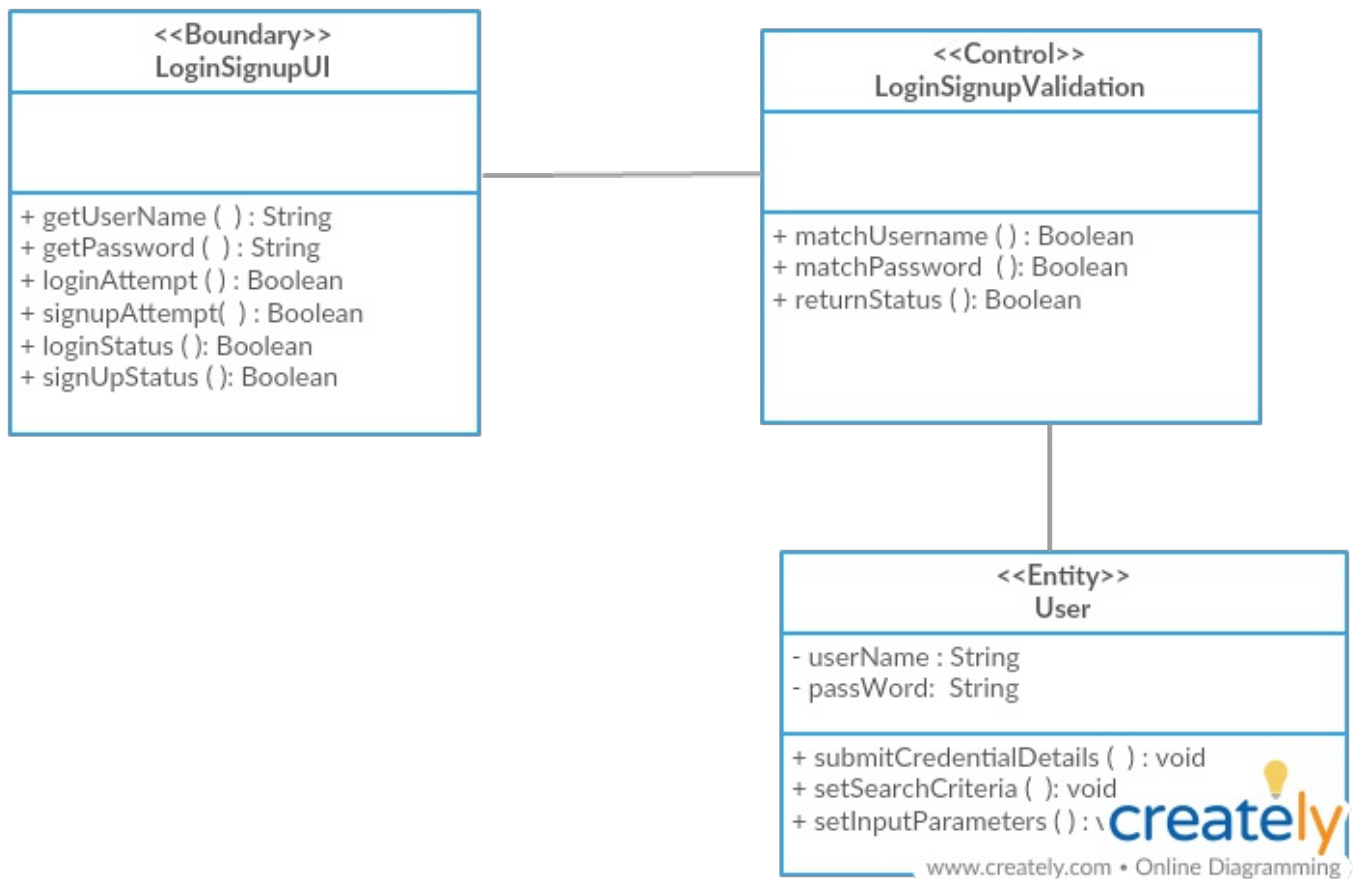 <<Boundary>>
LoginSignupUI
+ getUserName ( ) : String
+ getPassword ( ) : String
+ loginAttempt ( ) : Boolean
+ signupAttempt( ) : Boolean
+ loginStatus ( ): Boolean
+ signUpStatus ( ): Boolean
<<Control>>
LoginSignupValidation
+ matchUsername ( ) : Boolean
+ matchPassword ( ): Boolean
+ returnStatus ( ): Boolean
<<Entity>>
User
- userName : String
- passWord: String
+ submitCredentialDetails ( ) : void
+ setSearchCriteria ( ): void
+ setInputParameters ( ) :
creately
www.creately.com • Online Diagramming